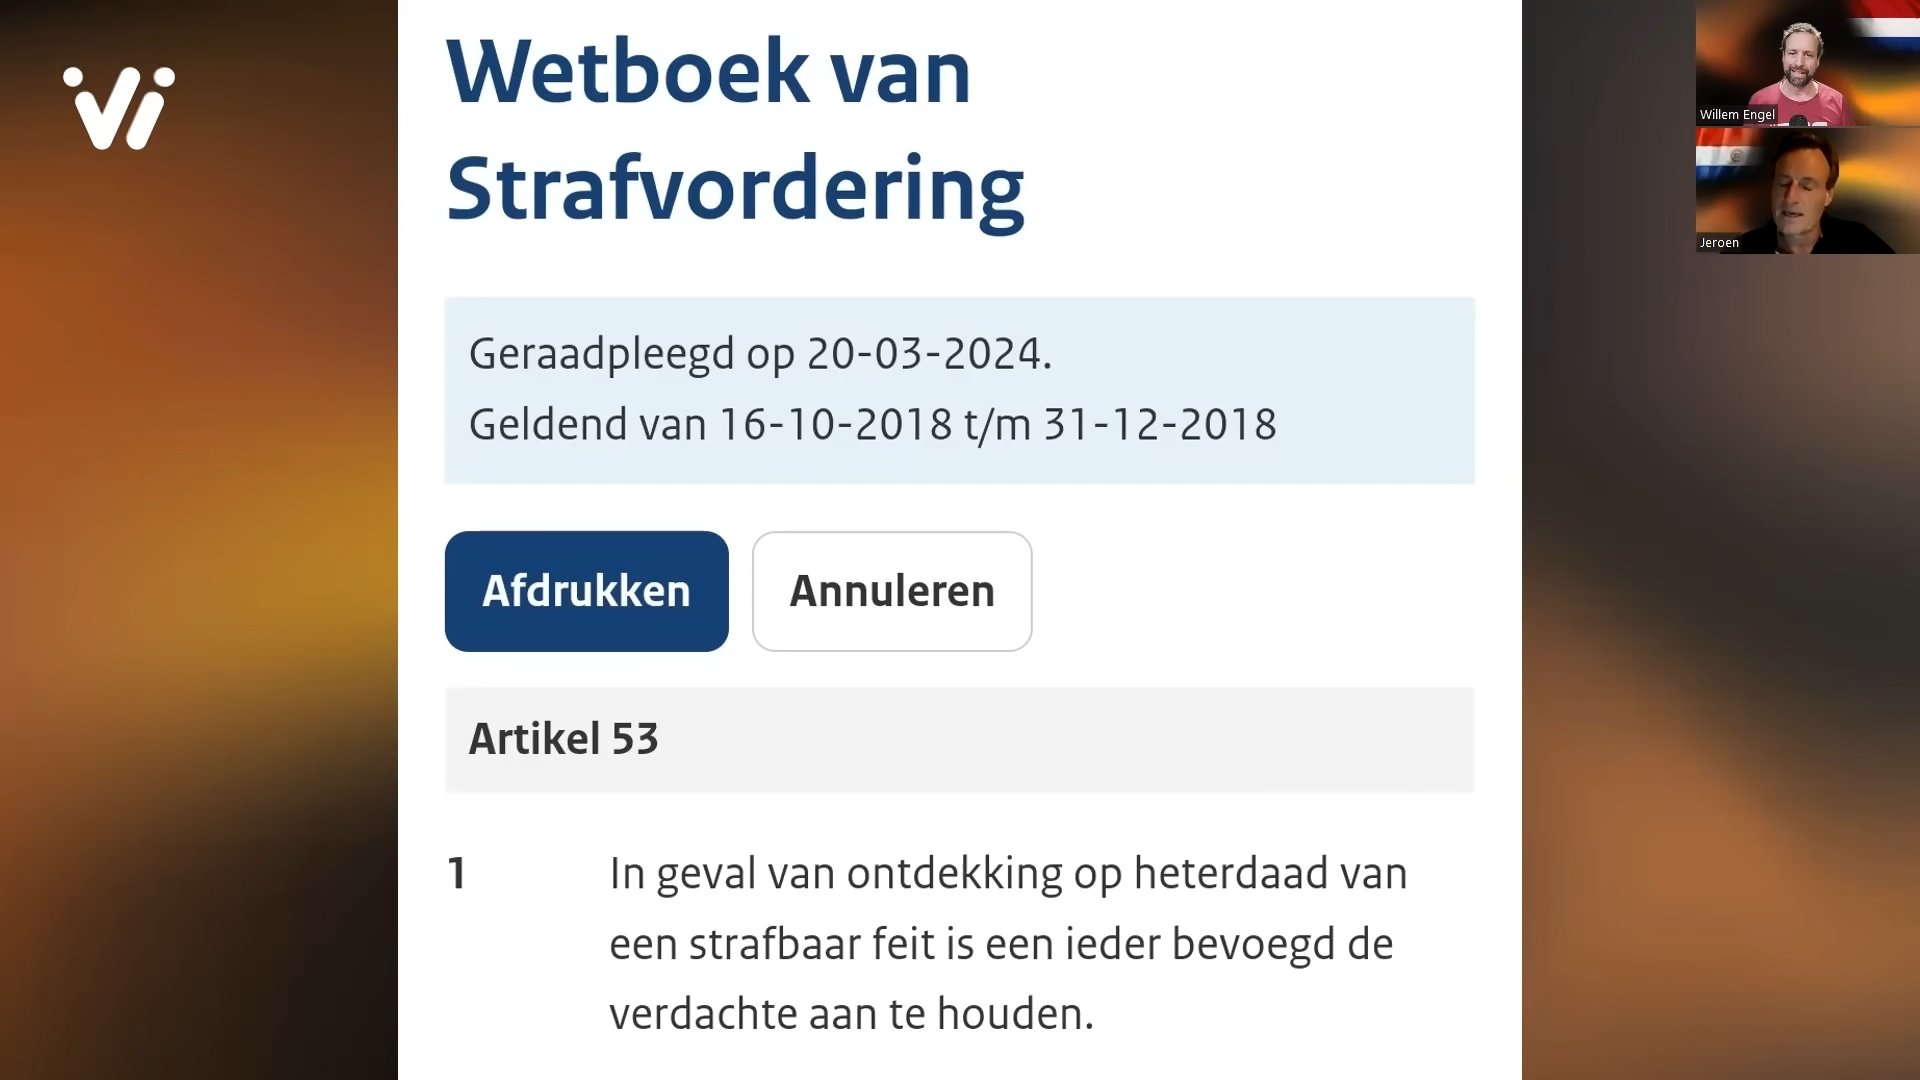 Wetboek van
Strafvordering
Geraadpleegd op 20-03-2024.
Geldend van 16-10-2018 t/m 31-12-2018
Afdrukken
Annuleren
Artikel 53
1
In geval van ontdekking op heterdaad van
een strafbaar feit is een ieder bevoegd de
verdachte aan te houden.
Vi
Willem Engel
Jeroen